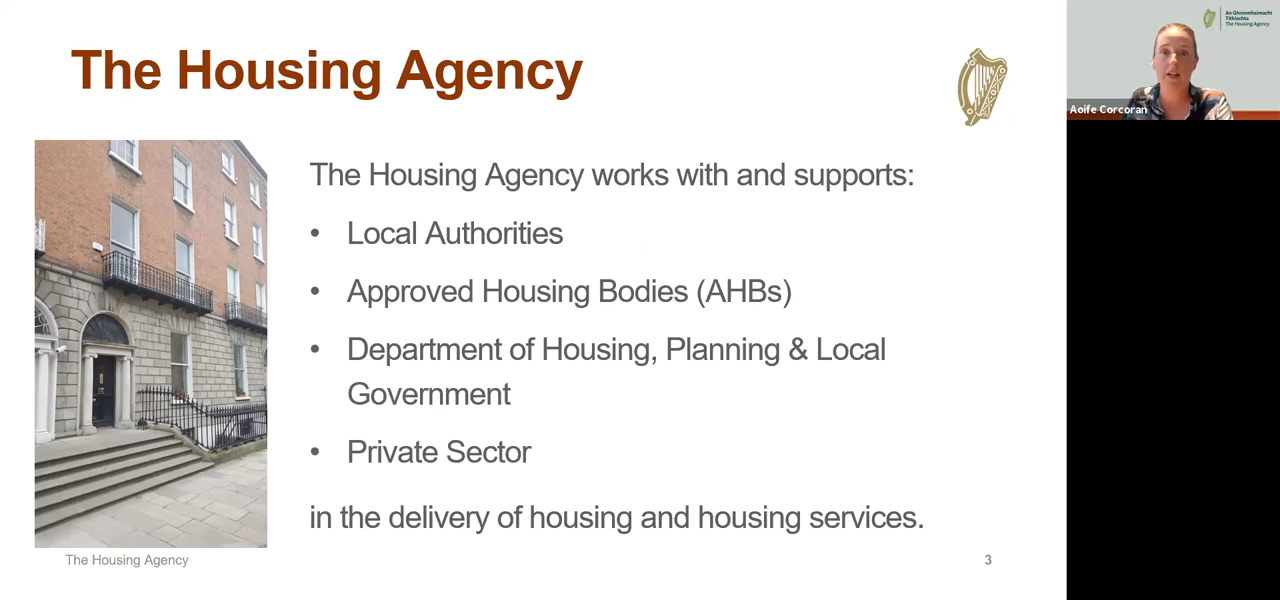 The Housing Agency
The Housing Agency works with and supports:
• Local Authorities
• Approved Housing Bodies (AHBs)
• Department of Housing, Planning & Local
Government
• Private Sector
in the delivery of housing and housing services.
The Housing Agency
3
An Ghníomhaireacht
Tithíochta
The Housing Agency
Aoife Corcoran